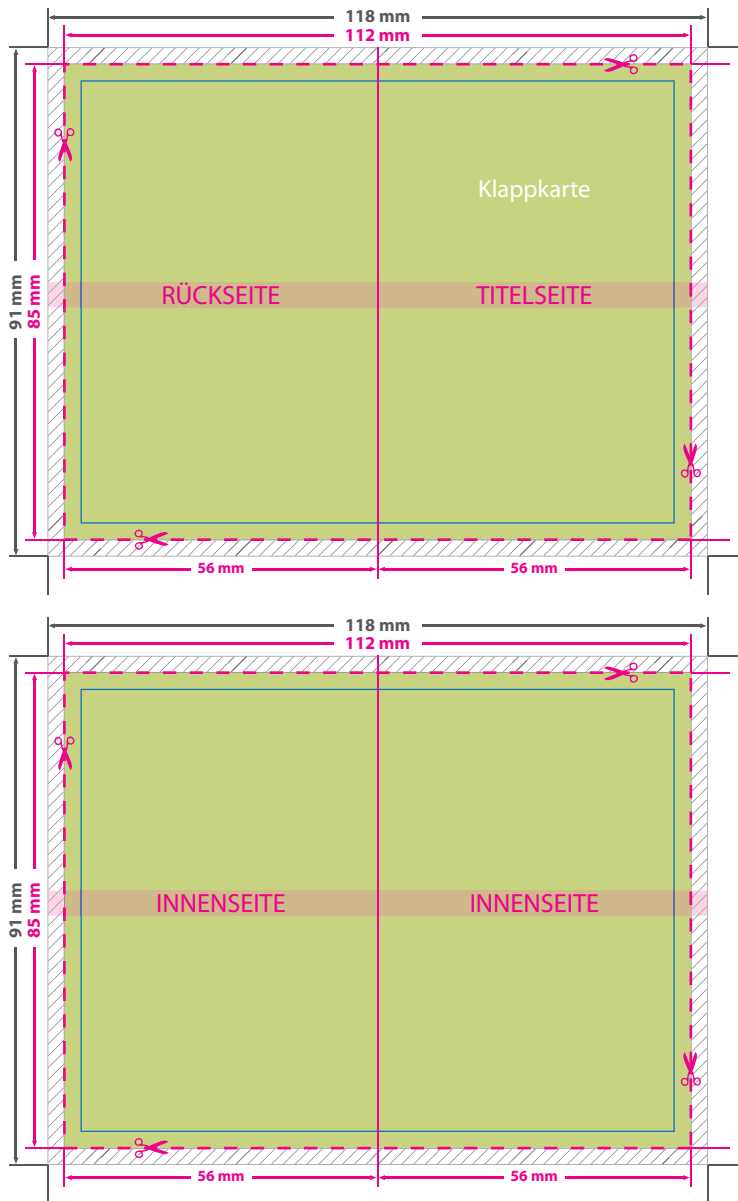 118 mm
112 mm
Klappkarte
91 mm
85 mm
RÜCKSEITE
TITELSEITE
56 mm
56 mm
118 mm
112 mm
91 mm
85 mm
INNENSEITE
INNENSEITE
56 mm
56 mm